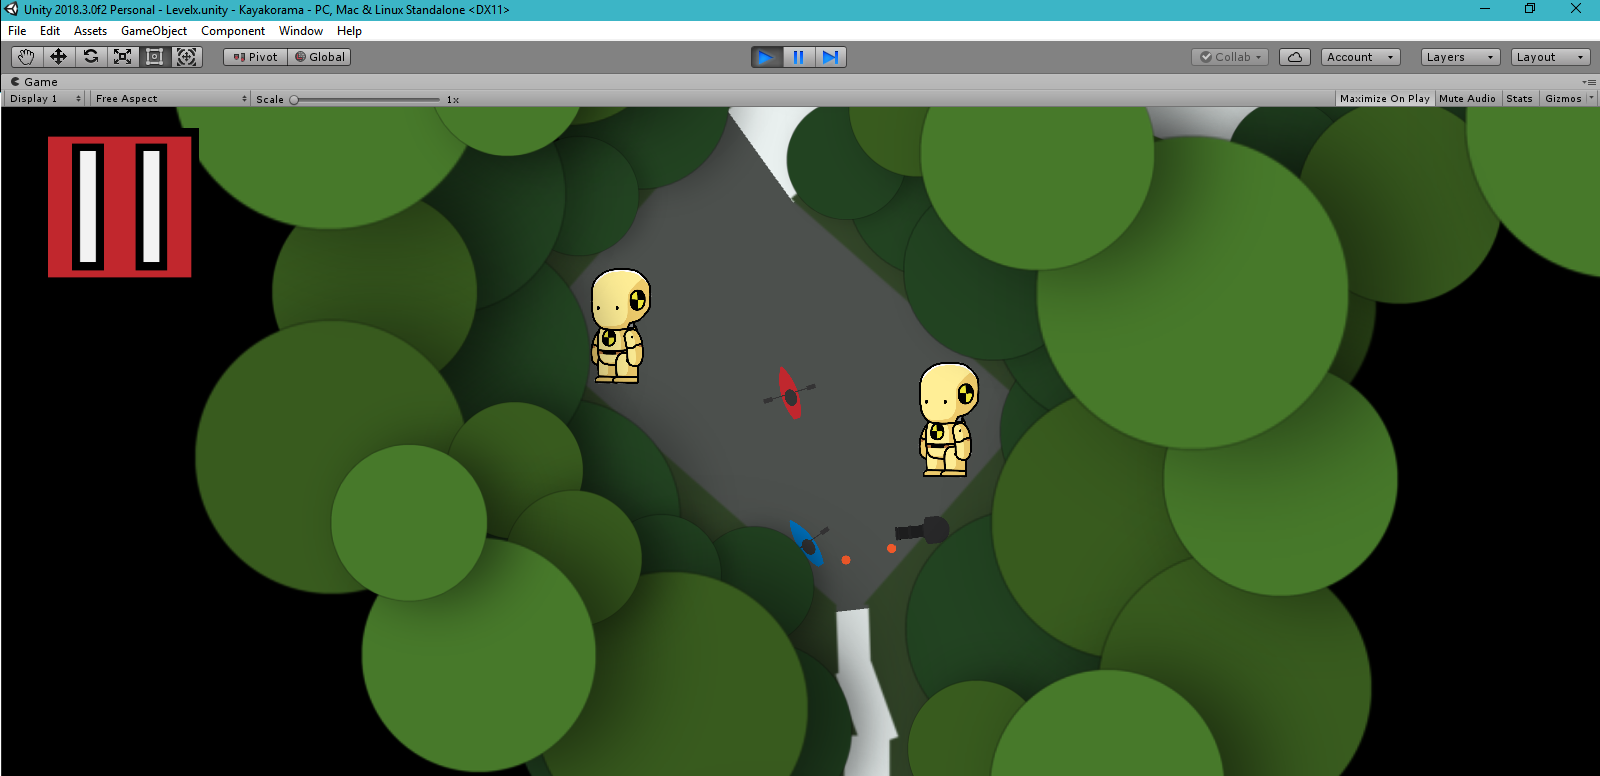 Unity 2018.3.0f2 Personal - Levelx.unity - Kayakorama - PC, Mac & Linux Standalone <DX11>
File Edit Assets GameObject Component Window Help
Pivot Global Collab Account Layers Layout
Game
Display 1 Free Aspect Scale 1x Maximize On Play Mute Audio Stats Gizmos